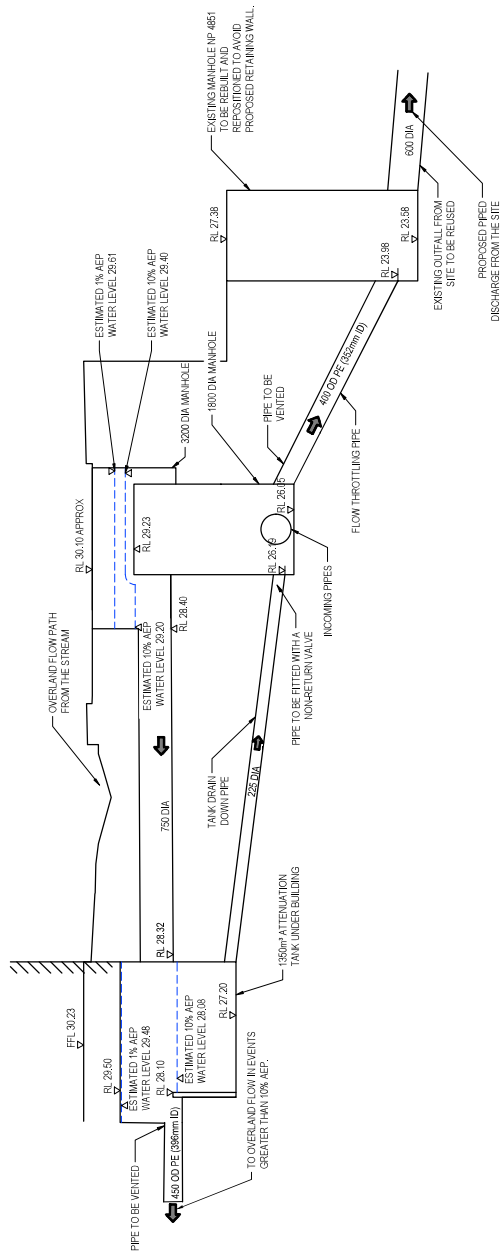 EXISTING MANHOLE NP 4851
TO BE REBUILT AND
REPOSITIONED TO AVOID
PROPOSED RETAINING WALL.
ESTIMATED 1% AEP
WATER LEVEL 29.61
ESTIMATED 10% AEP
WATER LEVEL 29.40
3200 DIA MANHOLE
1800 DIA MANHOLE
RL 27.38
RL 30.10 APPROX
OVERLAND FLOW PATH
FROM THE STREAM
RL 29.23
PIPE TO BE
VENTED
400 OD PE (352mm ID)
FLOW THROTTLING PIPE
RL 23.98
RL 23.58
600 DIA
EXISTING OUTFALL FROM
SITE TO BE REUSED
PROPOSED PIPED
DISCHARGE FROM THE SITE
ESTIMATED 10% AEP
WATER LEVEL 29.20
RL 28.40
RL 26.05
RL 26.19
INCOMING PIPES
PIPE TO BE FITTED WITH A
NON-RETURN VALVE
750 DIA
TANK DRAIN
DOWN PIPE
225 DIA
RL 28.32
1350m³ ATTENUATION
TANK UNDER BUILDING
FFL 30.23
RL 29.50
ESTIMATED 1% AEP
WATER LEVEL 29.48
RL 28.10
ESTIMATED 10% AEP
WATER LEVEL 28.08
RL 27.20
PIPE TO BE VENTED
450 OD PE (396mm ID)
TO OVERLAND FLOW IN EVENTS
GREATER THAN 10% AEP.